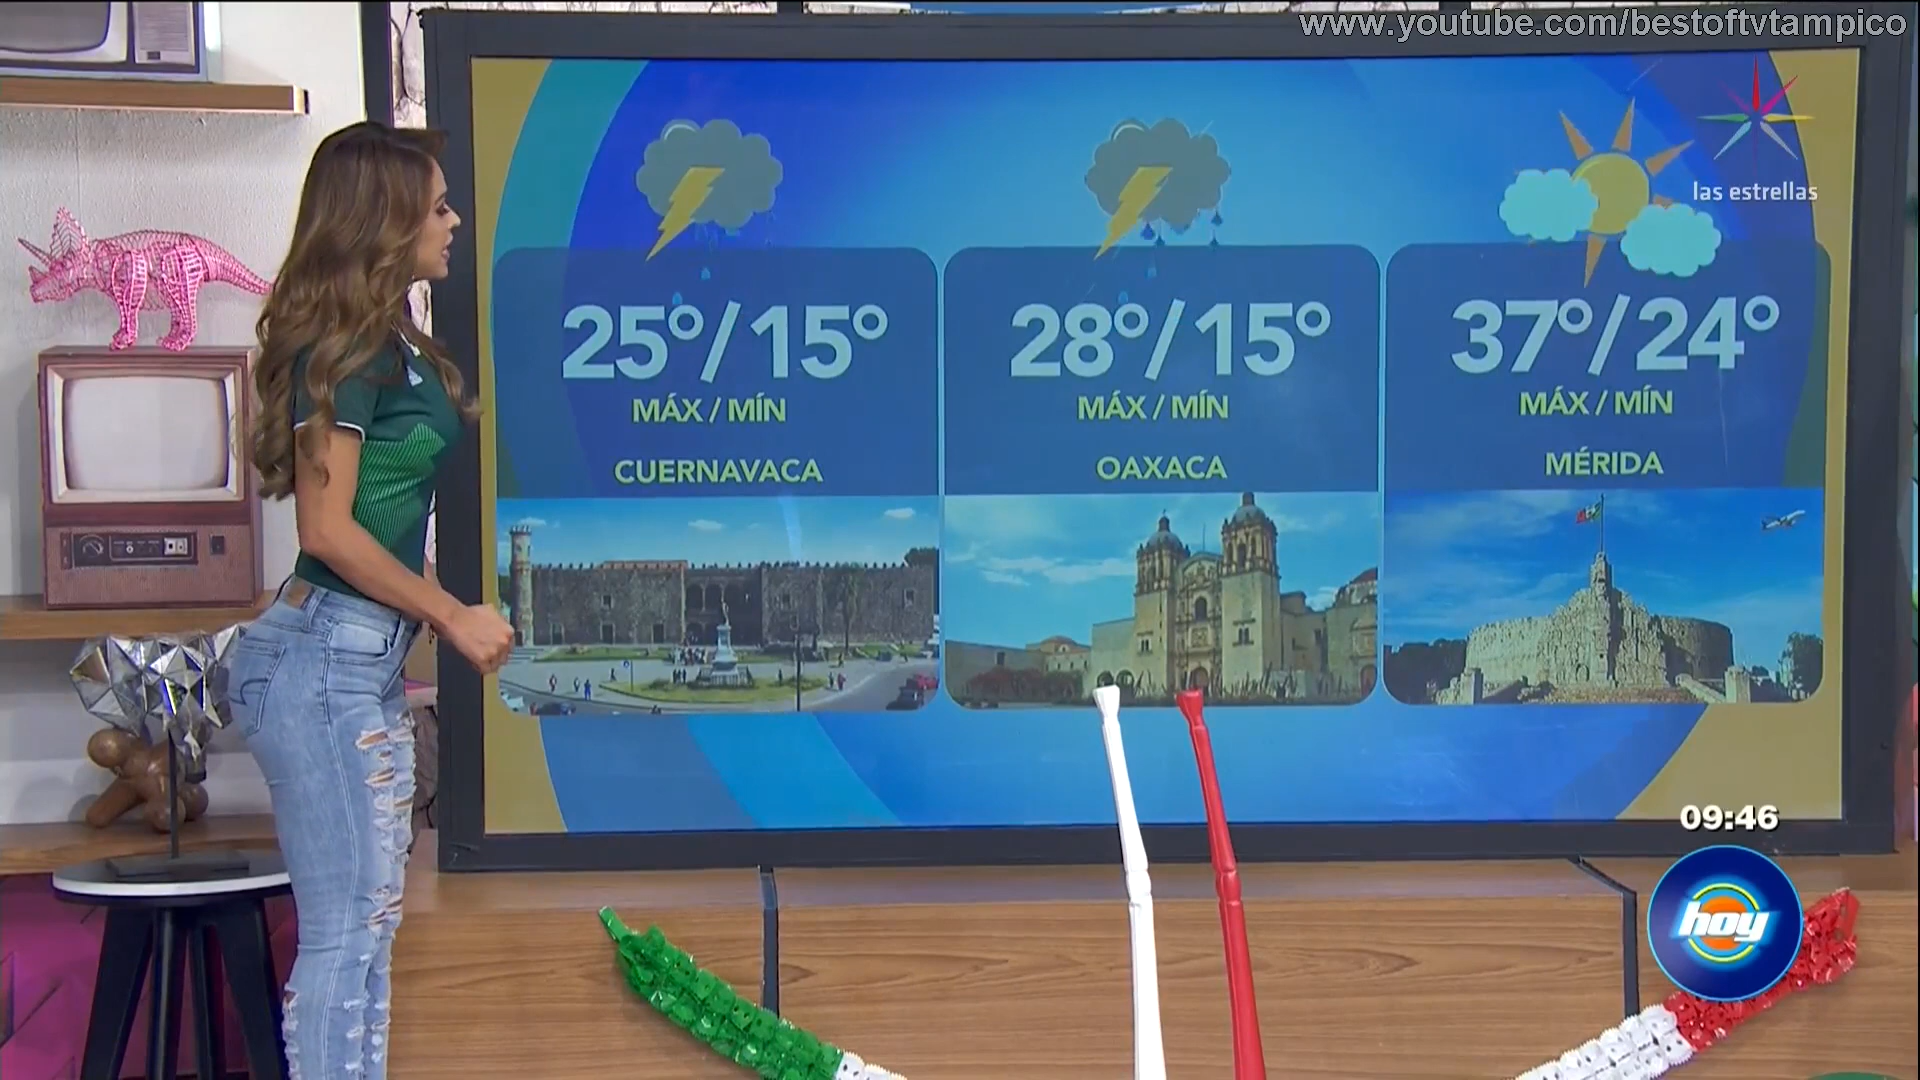 www.youtube.com/bestoftvtampico
las estrellas
25°/15°
MÁX / MÍN
CUERNAVACA
28°/15°
MÁX / MÍN
OAXACA
37°/24°
MÁX / MÍN
MÉRIDA
09:46
hoy